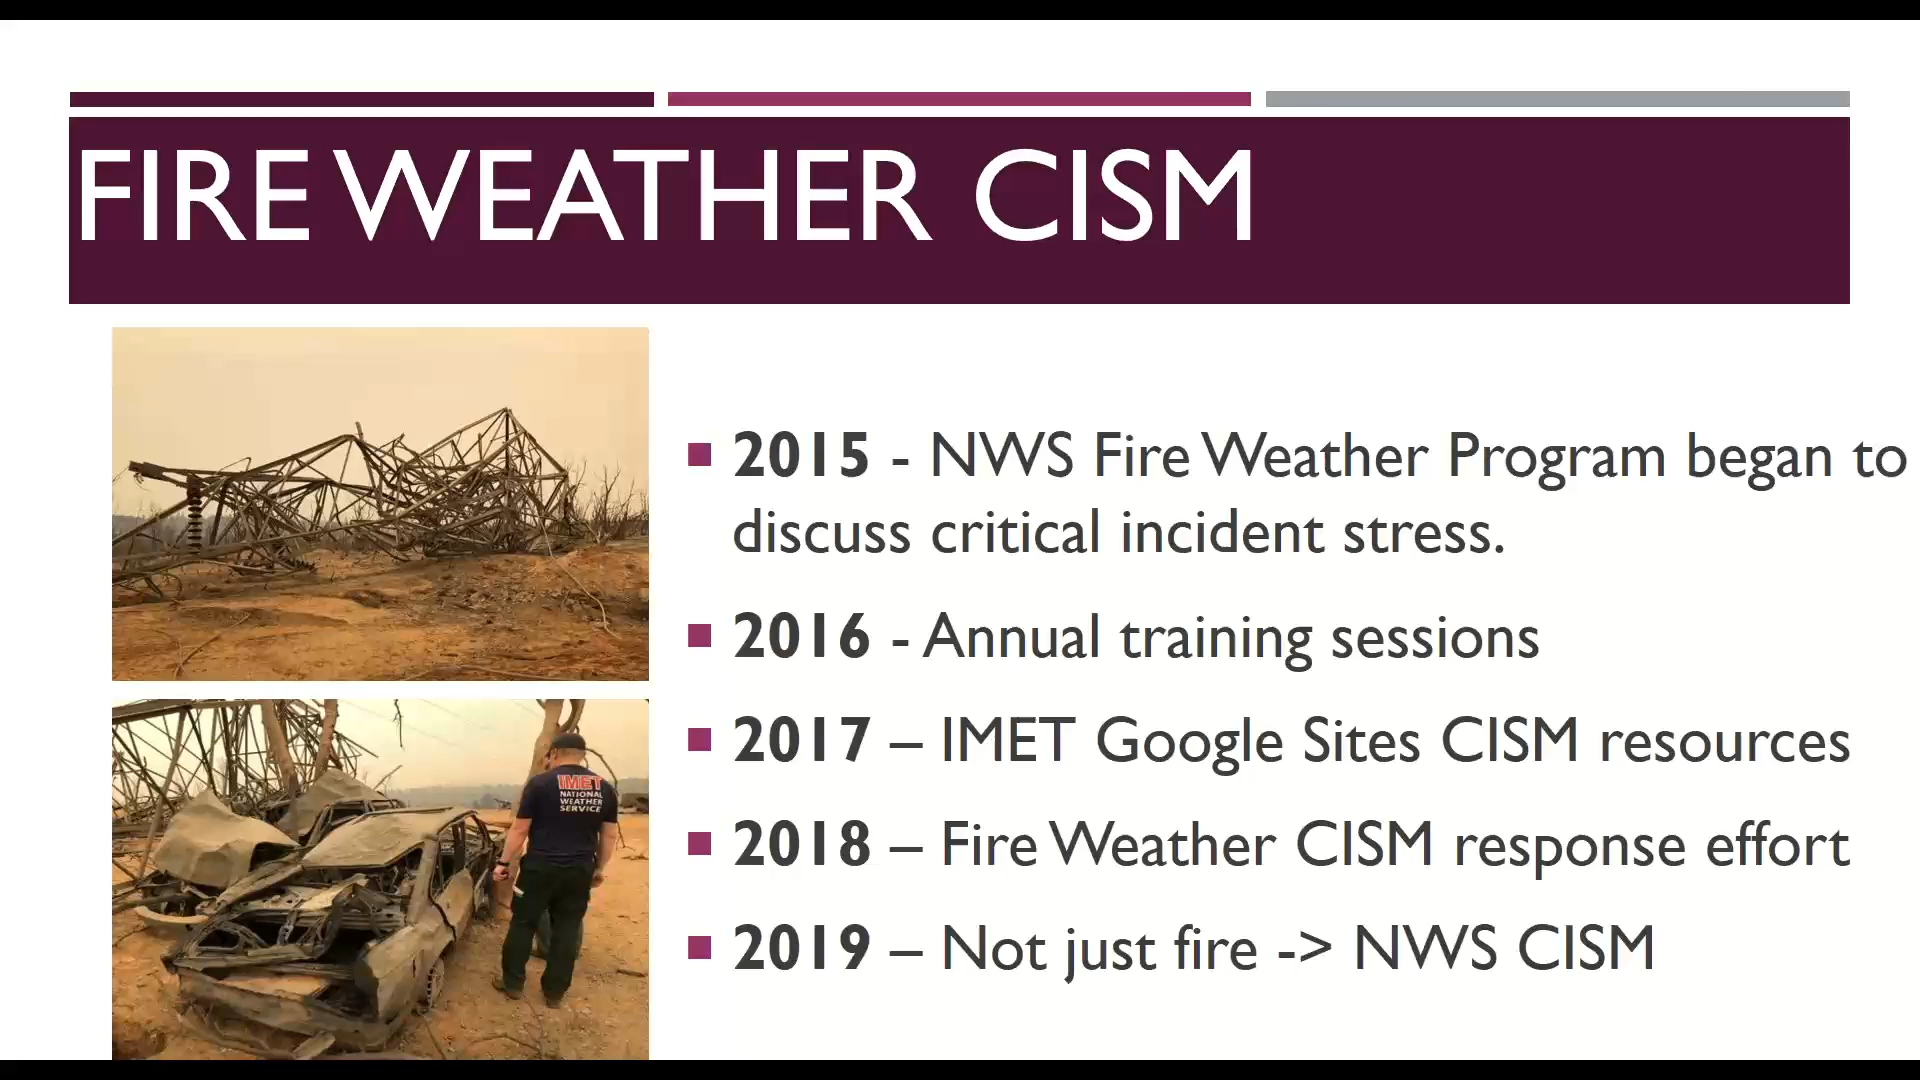 FIRE WEATHER CISM
2015 - NWS Fire Weather Program began to
discuss critical incident stress.
2016 - Annual training sessions
2017 – IMET Google Sites CISM resources
2018 – Fire Weather CISM response effort
2019 – Not just fire -> NWS CISM
IMET
NATIONAL
WEATHER
SERVICE